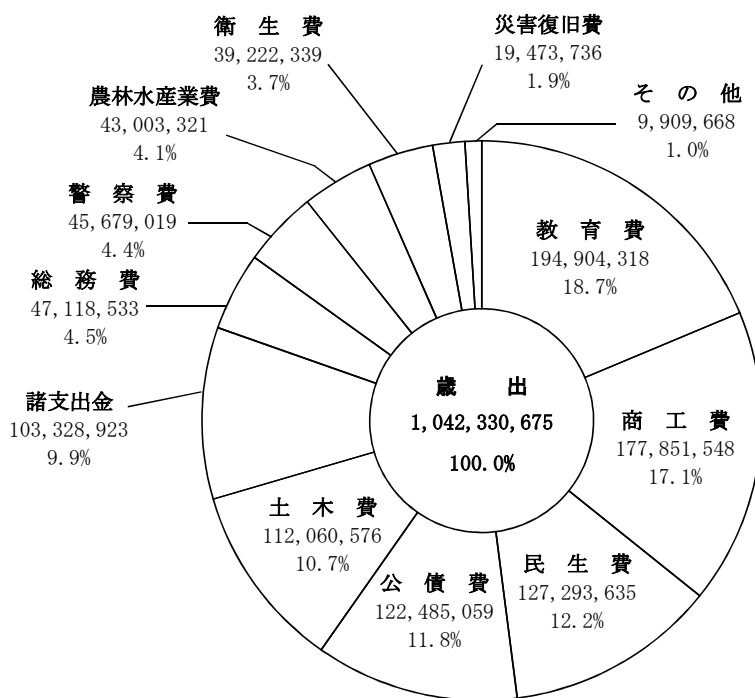 衛 生 費
39,222,339
3.7%
災害復旧費
19,473,736
1.9%
そ の 他
9,909,668
1.0%
農林水産業費
43,003,321
4.1%
警 察 費
45,679,019
4.4%
総 務 費
47,118,533
4.5%
諸支出金
103,328,923
9.9%
教 育 費
194,904,318
18.7%
商 工 費
177,851,548
17.1%
民 生 費
127,293,635
12.2%
公 債 費
122,485,059
11.8%
土 木 費
112,060,576
10.7%
歳 出
1,042,330,675
100.0%